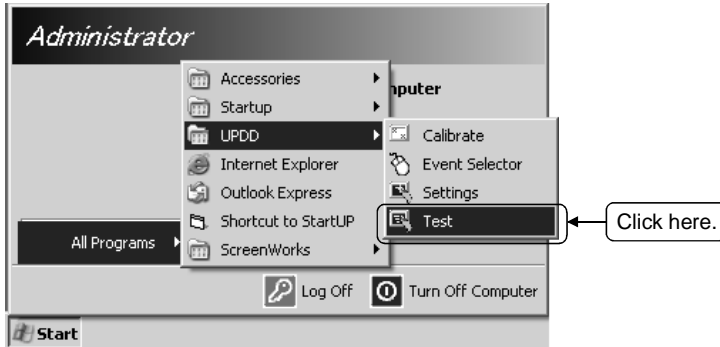 Administrator
Accessories
Startup
UPDD
Internet Explorer
Outlook Express
Shortcut to StartUP
ScreenWorks
Calibrate
Event Selector
Settings
Test
Click here.
All Programs
Log Off
Turn Off Computer
Start